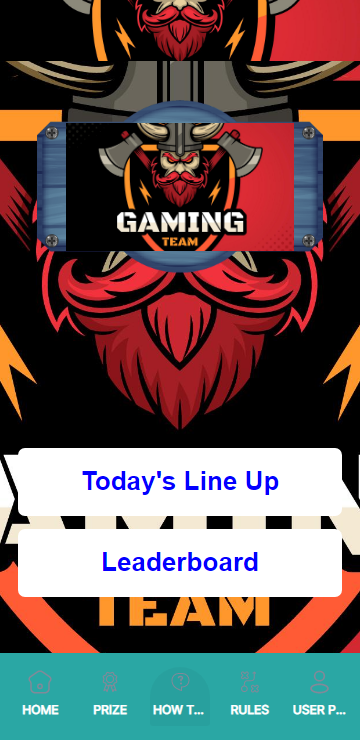 GAMING
TEAM
Today's Line Up
Leaderboard
TEAM
HOME
PRIZE
HOW T...
RULES
USER P...